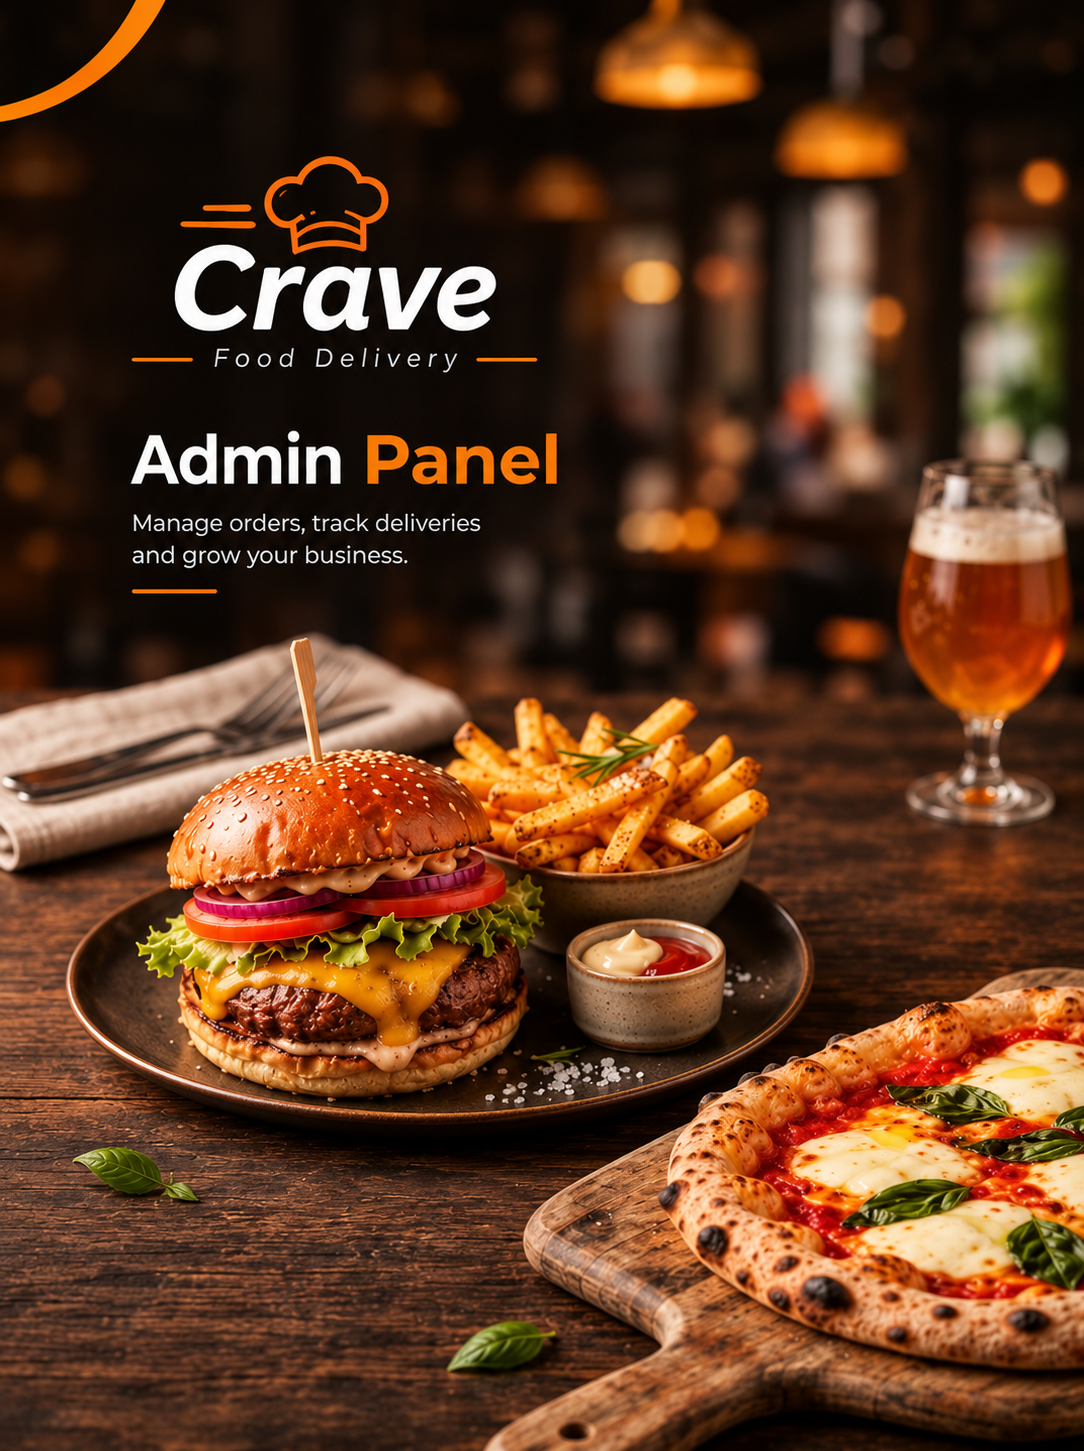 Crave
Food Delivery
Admin Panel
Manage orders, track deliveries
and grow your business.